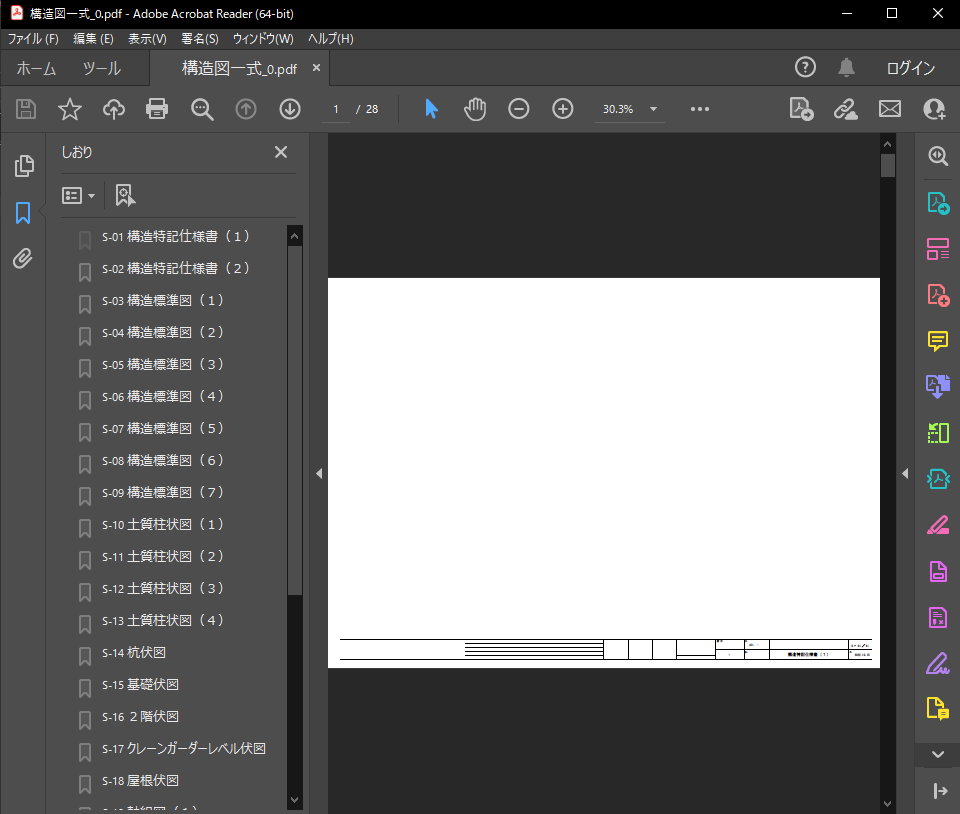 構造図一式_0.pdf - Adobe Acrobat Reader (64-bit)
ファイル(F) 編集(E) 表示(V) 署名(S) ウィンドウ(W) ヘルプ(H)
ホーム ツール 構造図一式_0.pdf × ログイン
1 / 28 30.3%
しおり
S-01 構造特記仕様書（１）
S-02 構造特記仕様書（２）
S-03 構造標準図（１）
S-04 構造標準図（２）
S-05 構造標準図（３）
S-06 構造標準図（４）
S-07 構造標準図（５）
S-08 構造標準図（６）
S-09 構造標準図（７）
S-10 土質柱状図（１）
S-11 土質柱状図（２）
S-12 土質柱状図（３）
S-13 土質柱状図（４）
S-14 杭伏図
S-15 基礎伏図
S-16 ２階伏図
S-17 クレーンガーダーレベル伏図
S-18 屋根伏図
構造特記仕様書（１）